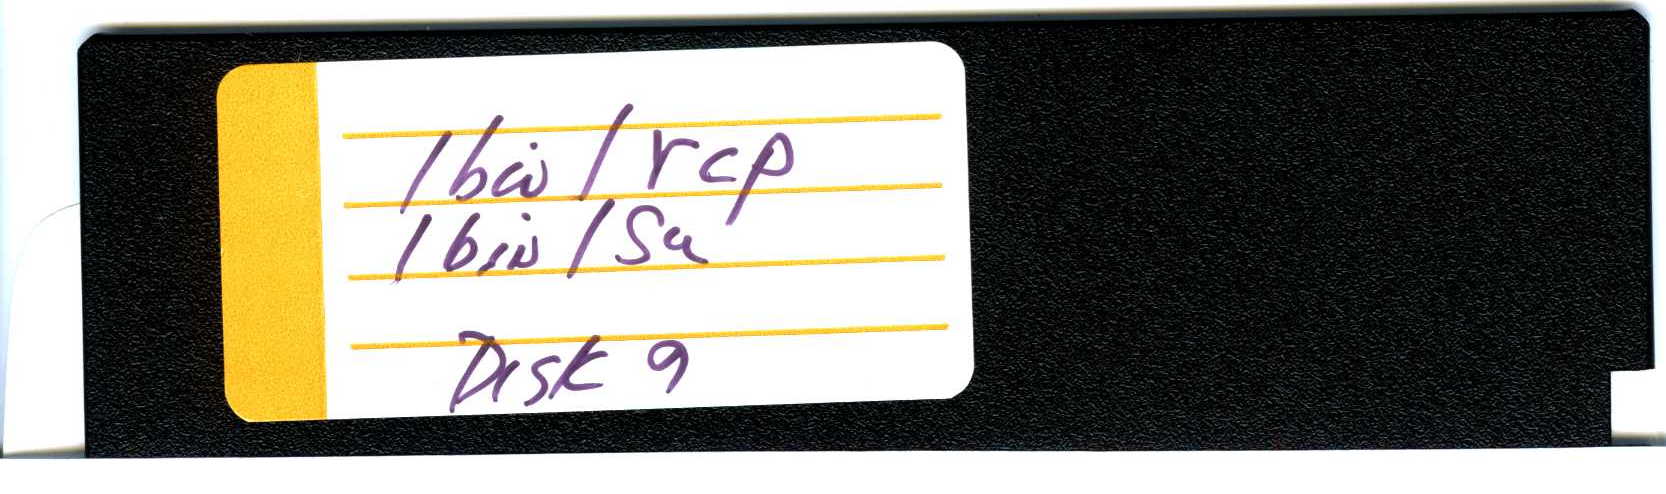 /bin/rcp
/bin/su
Disk 9